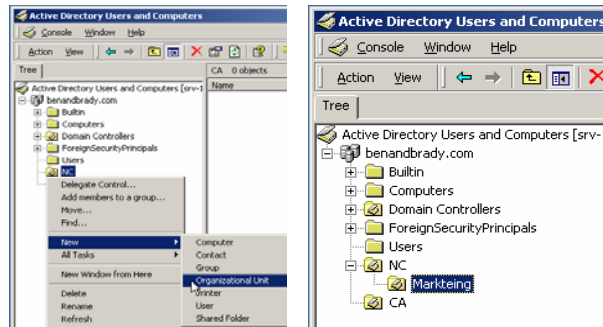 Active Directory Users and Computers
Console Window Help
Action View
Tree
CA 0 objects
Name
Active Directory Users and Computers [srv-1
benandbrady.com
Builtin
Computers
Domain Controllers
ForeignSecurityPrincipals
Users
NC
Delegate Control...
Add members to a group...
Move...
Find...
New
All Tasks
New Window from Here
Delete
Rename
Refresh
Computer
Contact
Group
Organizational Unit
Printer
User
Shared Folder
Active Directory Users and Computers
Console Window Help
Action View
Tree
Active Directory Users and Computers [srv-
benandbrady.com
Builtin
Computers
Domain Controllers
ForeignSecurityPrincipals
Users
NC
Markteing
CA